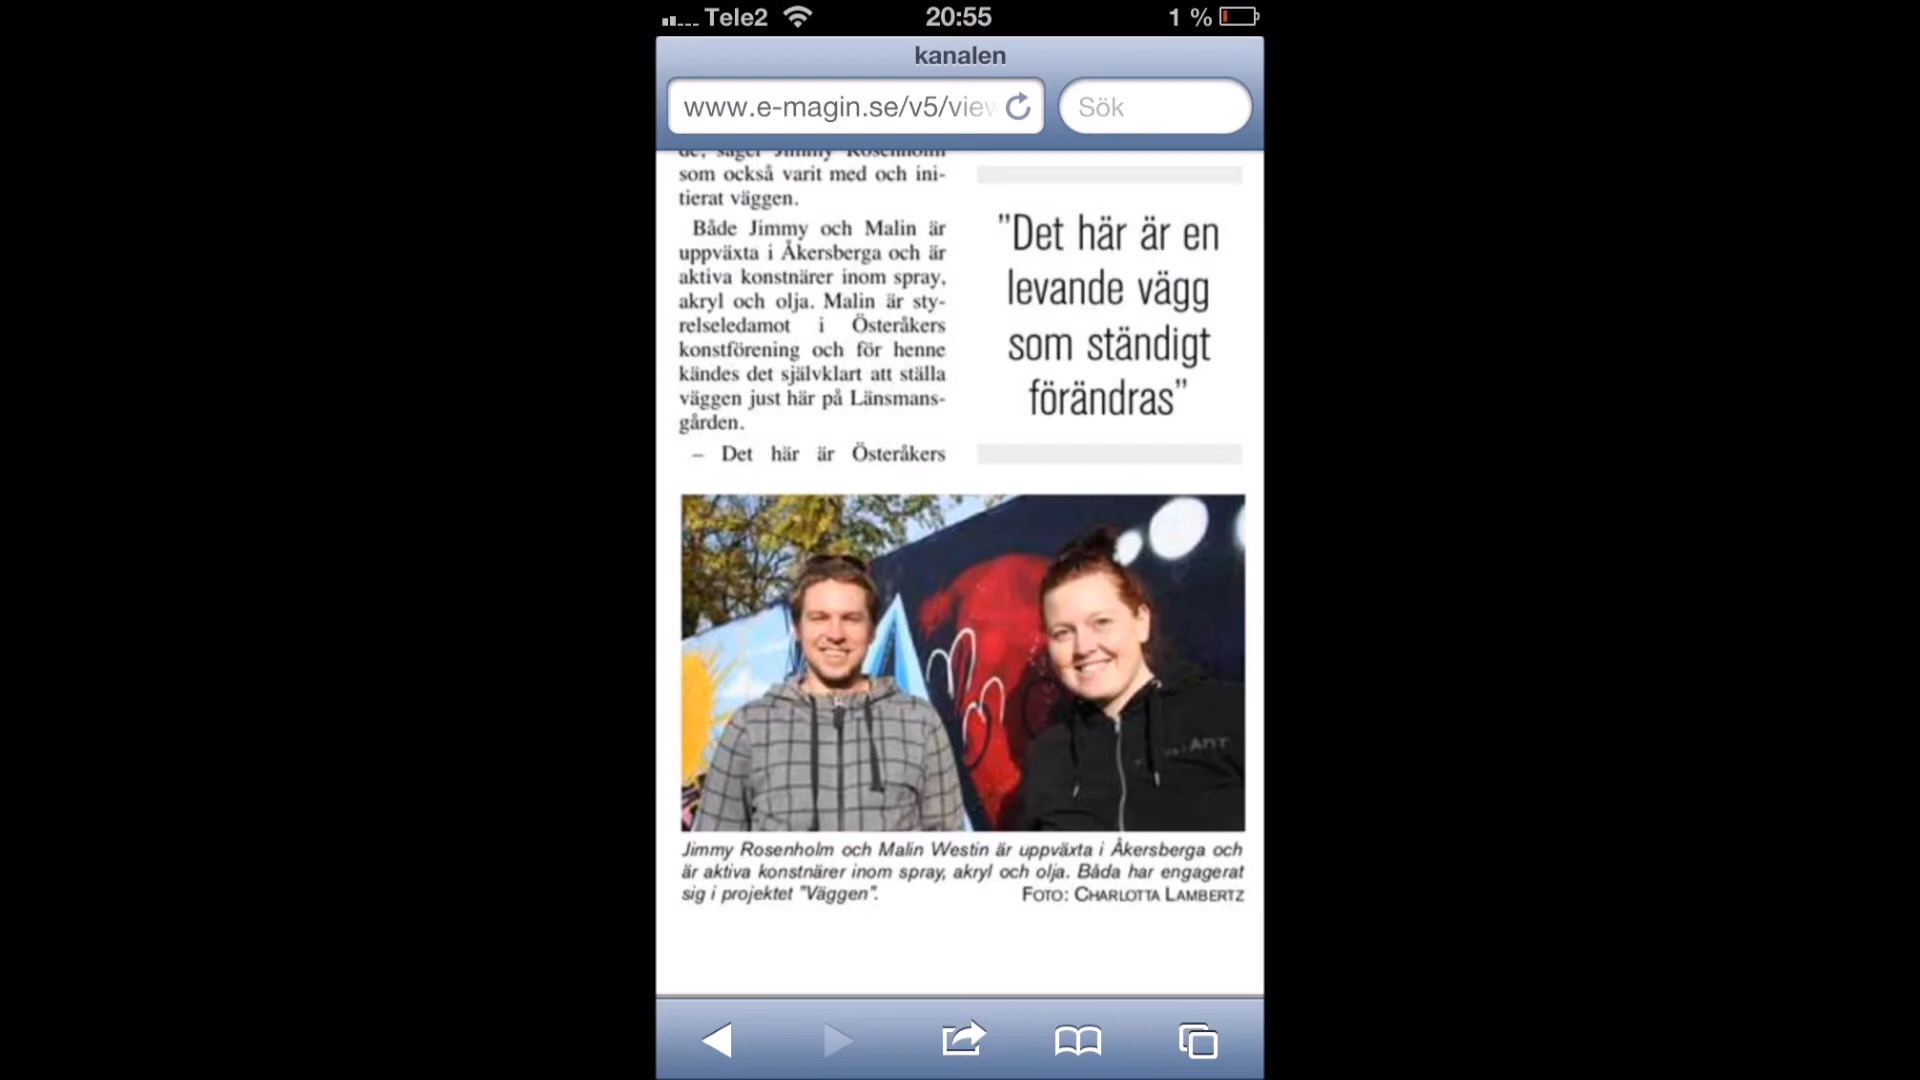 Tele2
20:55
1 %
kanalen
www.e-magin.se/v5/view
Sök
de, säger Jimmy Rosenholm
som också varit med och ini-
tierat väggen.
Både Jimmy och Malin är
uppväxta i Åkersberga och är
aktiva konstnärer inom spray,
akryl och olja. Malin är sty-
relseledamot i Österåkers
konstförening och för henne
kändes det självklart att ställa
väggen just här på Länsmans-
gården.
– Det här är Österåkers
”Det här är en
levande vägg
som ständigt
förändras”
Jimmy Rosenholm och Malin Westin är uppväxta i Åkersberga och
är aktiva konstnärer inom spray, akryl och olja. Båda har engagerat
sig i projektet "Väggen". FOTO: CHARLOTTA LAMBERTZ